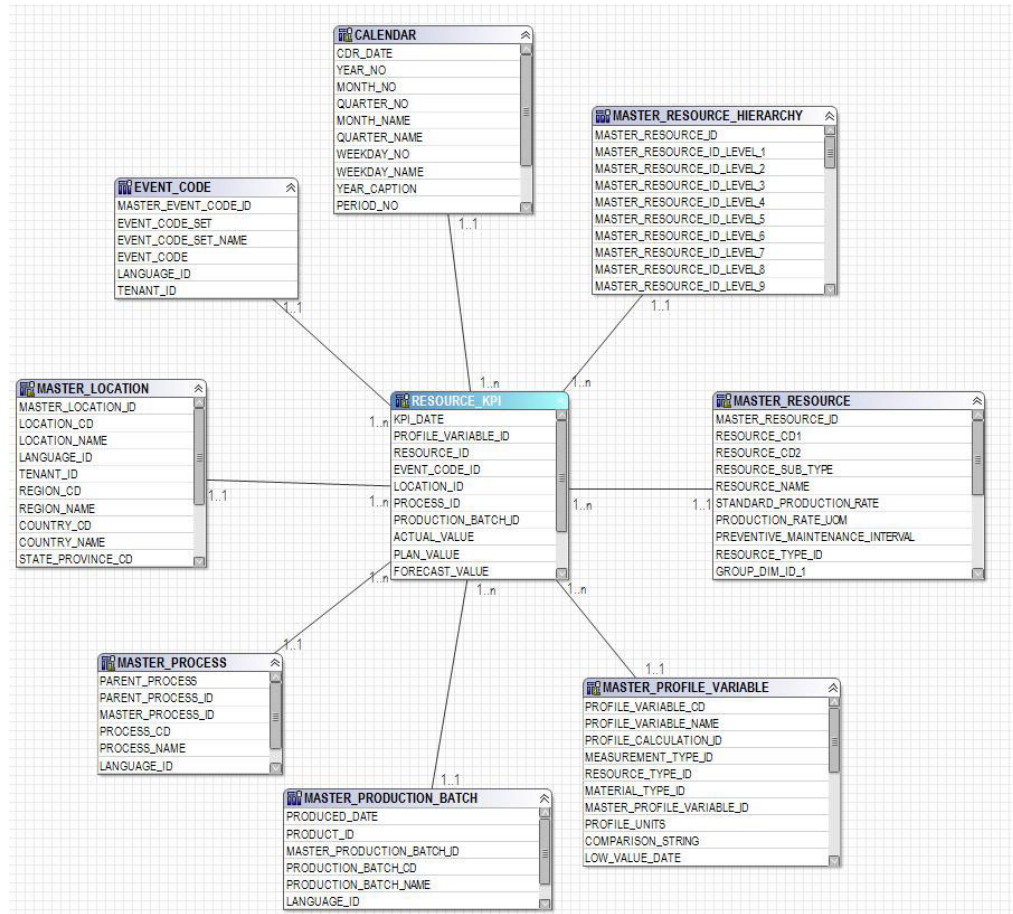 CALENDAR
CDR_DATE
YEAR_NO
MONTH_NO
QUARTER_NO
MONTH_NAME
QUARTER_NAME
WEEKDAY_NO
WEEKDAY_NAME
YEAR_CAPTION
PERIOD_NO
1..1
MASTER_RESOURCE_HIERARCHY
MASTER_RESOURCE_ID
MASTER_RESOURCE_ID_LEVEL_1
MASTER_RESOURCE_ID_LEVEL_2
MASTER_RESOURCE_ID_LEVEL_3
MASTER_RESOURCE_ID_LEVEL_4
MASTER_RESOURCE_ID_LEVEL_5
MASTER_RESOURCE_ID_LEVEL_6
MASTER_RESOURCE_ID_LEVEL_7
MASTER_RESOURCE_ID_LEVEL_8
MASTER_RESOURCE_ID_LEVEL_9
1..1
EVENT_CODE
MASTER_EVENT_CODE_ID
EVENT_CODE_SET
EVENT_CODE_SET_NAME
EVENT_CODE
LANGUAGE_ID
TENANT_ID
1..1
MASTER_LOCATION
MASTER_LOCATION_ID
LOCATION_CD
LOCATION_NAME
LANGUAGE_ID
TENANT_ID
REGION_CD
REGION_NAME
COUNTRY_CD
COUNTRY_NAME
STATE_PROVINCE_CD
1..1
1..n
1..n
1..n
1..n
1..n
1..n
1..n
1..n
RESOURCE_KPI
KPI_DATE
PROFILE_VARIABLE_ID
RESOURCE_ID
EVENT_CODE_ID
LOCATION_ID
PROCESS_ID
PRODUCTION_BATCH_ID
ACTUAL_VALUE
PLAN_VALUE
FORECAST_VALUE
1..1
MASTER_RESOURCE
MASTER_RESOURCE_ID
RESOURCE_CD1
RESOURCE_CD2
RESOURCE_SUB_TYPE
RESOURCE_NAME
STANDARD_PRODUCTION_RATE
PRODUCTION_RATE_UOM
PREVENTIVE_MAINTENANCE_INTERVAL
RESOURCE_TYPE_ID
GROUP_DIM_ID_1
1..1
MASTER_PROCESS
PARENT_PROCESS
PARENT_PROCESS_ID
MASTER_PROCESS_ID
PROCESS_CD
PROCESS_NAME
LANGUAGE_ID
1..1
MASTER_PROFILE_VARIABLE
PROFILE_VARIABLE_CD
PROFILE_VARIABLE_NAME
PROFILE_CALCULATION_ID
MEASUREMENT_TYPE_ID
RESOURCE_TYPE_ID
MATERIAL_TYPE_ID
MASTER_PROFILE_VARIABLE_ID
PROFILE_UNITS
COMPARISON_STRING
LOW_VALUE_DATE
1..1
MASTER_PRODUCTION_BATCH
PRODUCED_DATE
PRODUCT_ID
MASTER_PRODUCTION_BATCH_ID
PRODUCTION_BATCH_CD
PRODUCTION_BATCH_NAME
LANGUAGE_ID